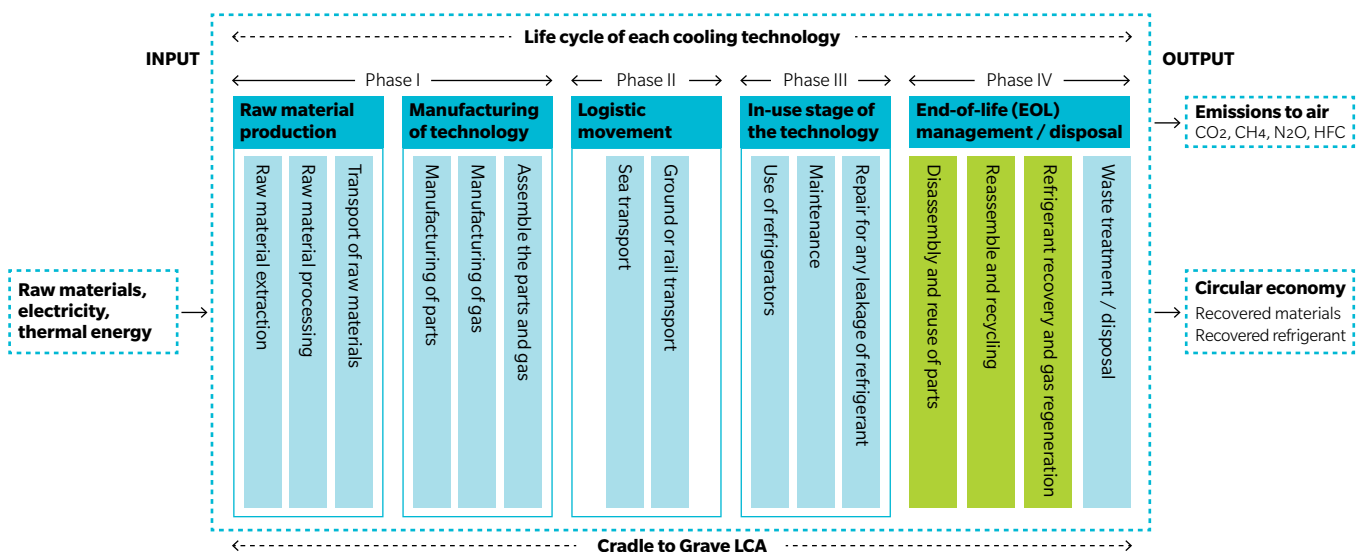 Life cycle of each cooling technology
INPUT
OUTPUT
Phase I
Phase II
Phase III
Phase IV
Raw material
production
Manufacturing
of technology
Logistic
movement
In-use stage of
the technology
End-of-life (EOL)
management / disposal
Raw material extraction
Raw material processing
Transport of raw materials
Manufacturing of parts
Manufacturing of gas
Assemble the parts and gas
Sea transport
Ground or rail transport
Use of refrigerators
Maintenance
Repair for any leakage of refrigerant
Disassembly and reuse of parts
Reassemble and recycling
Refrigerant recovery and gas regeneration
Waste treatment / disposal
Raw materials,
electricity,
thermal energy
Emissions to air
CO2, CH4, N2O, HFC
Circular economy
Recovered materials
Recovered refrigerant
Cradle to Grave LCA